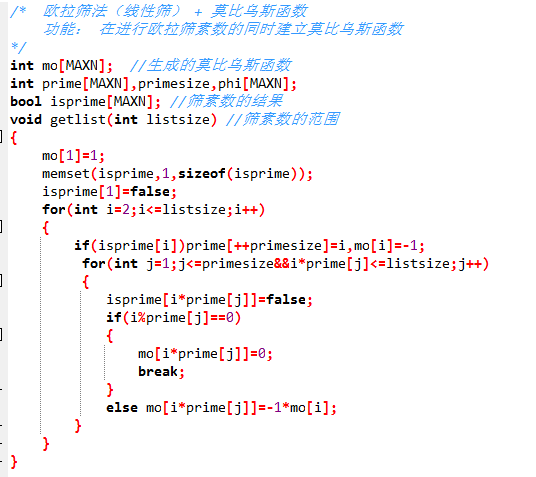 /*  欧拉筛法（线性筛） + 莫比乌斯函数
    功能： 在进行欧拉筛素数的同时建立莫比乌斯函数
*/
int mo[MAXN];  //生成的莫比乌斯函数
int prime[MAXN],primesize,phi[MAXN];
bool isprime[MAXN]; //筛素数的结果
void getlist(int listsize) //筛素数的范围
{
    mo[1]=1;
    memset(isprime,1,sizeof(isprime));
    isprime[1]=false;
    for(int i=2;i<=listsize;i++)
    {
        if(isprime[i])prime[++primesize]=i,mo[i]=-1;
         for(int j=1;j<=primesize&&i*prime[j]<=listsize;j++)
         {
            isprime[i*prime[j]]=false;
            if(i%prime[j]==0)
            {
                mo[i*prime[j]]=0;
                break;
            }
            else mo[i*prime[j]]=-1*mo[i];
        }
    }
}